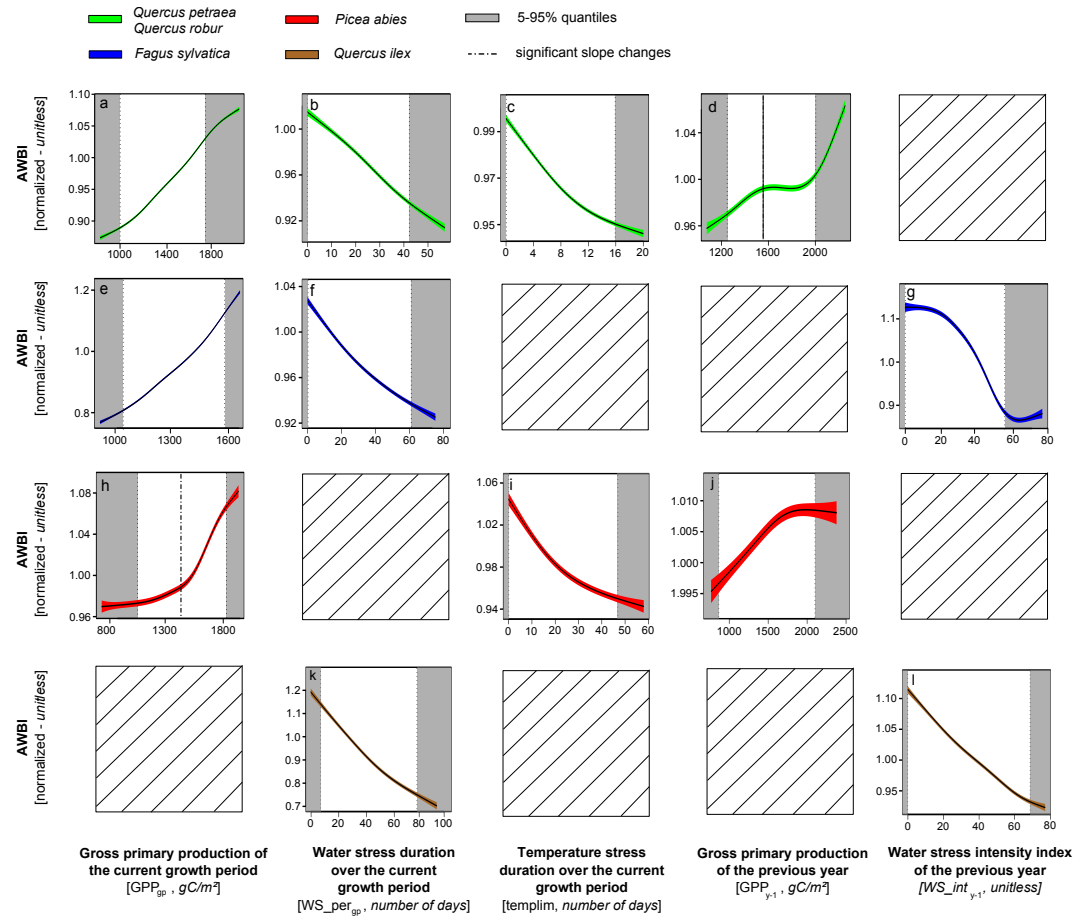 Quercus petraea
Quercus robur
Picea abies
5-95% quantiles
Fagus sylvatica
Quercus ilex
significant slope changes
AWBI
[normalized - unitless]
a
1.10
1.05
1.00
0.95
0.90
1000 1400 1800
b
1.00
0.96
0.92
0 10 20 30 40 50
c
0.99
0.97
0.95
0 4 8 12 16 20
d
1.04
1.00
0.96
1200 1600 2000
AWBI
[normalized - unitless]
e
1.2
1.0
0.8
1000 1300 1600
f
1.04
1.00
0.96
0.92
0 20 40 60 80
g
1.1
1.0
0.9
0 20 40 60 80
AWBI
[normalized - unitless]
h
1.08
1.04
1.00
0.96
800 1300 1800
i
1.06
1.02
0.98
0.94
0 10 20 30 40 50 60
j
1.010
1.005
1.000
1.995
1000 1500 2000 2500
AWBI
[normalized - unitless]
k
1.2
1.1
1.0
0.9
0.8
0.7
0 20 40 60 80 100
l
1.10
1.05
1.00
0.95
0 20 40 60 80
Gross primary production of
the current growth period
[GPPgp , gC/m²]
Water stress duration
over the current
growth period
[WS_pergp, number of days]
Temperature stress
duration over the current
growth period
[templim, number of days]
Gross primary production
of the previous year
[GPPy-1, gC/m²]
Water stress intensity index
of the previous year
[WS_int y-1, unitless]